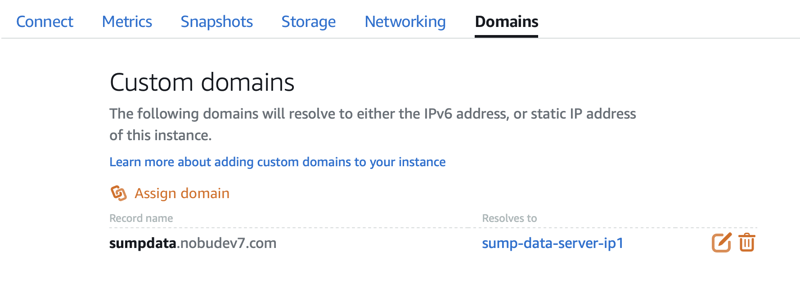 Connect Metrics Snapshots Storage Networking Domains
Custom domains
The following domains will resolve to either the IPv6 address, or static IP address
of this instance.
Learn more about adding custom domains to your instance
Assign domain
Record name Resolves to
sumpdata.nobudev7.com sump-data-server-ip1